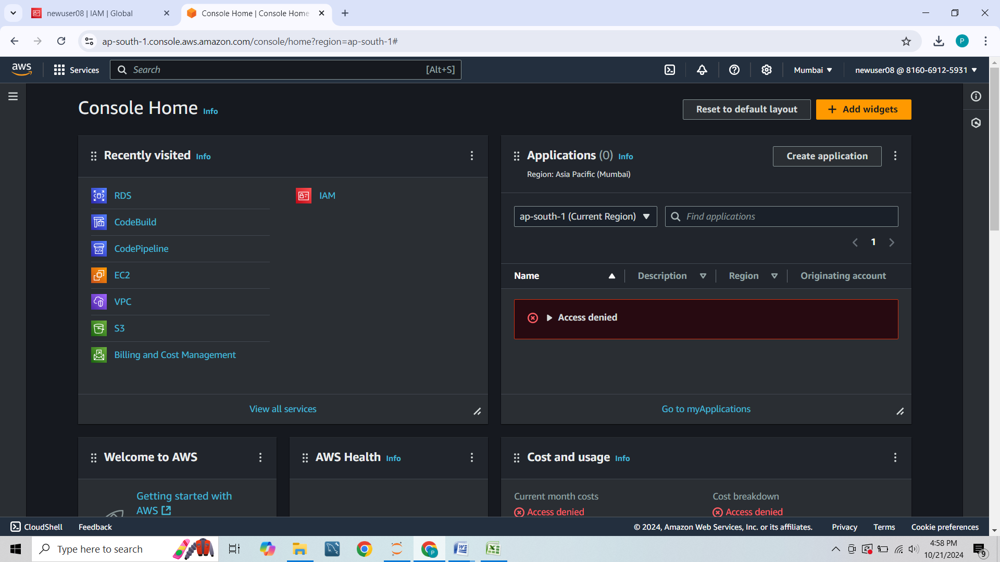 newuser08 | IAM | Global
Console Home | Console Home
ap-south-1.console.aws.amazon.com/console/home?region=ap-south-1#
P
aws
Services
Search
[Alt+S]
Mumbai
newuser08 @ 8160-6912-5931
Console Home
Info
Reset to default layout
+ Add widgets
Recently visited
Info
Applications (0)
Info
Create application
Region: Asia Pacific (Mumbai)
RDS
IAM
CodeBuild
CodePipeline
EC2
VPC
S3
Billing and Cost Management
View all services
ap-south-1 (Current Region)
Find applications
1
Name
Description
Region
Originating account
Access denied
Go to myApplications
Welcome to AWS
AWS Health
Info
Cost and usage
Info
Getting started with
AWS
Current month costs
Access denied
Cost breakdown
Access denied
CloudShell
Feedback
© 2024, Amazon Web Services, Inc. or its affiliates.
Privacy
Terms
Cookie preferences
Type here to search
4:58 PM
10/21/2024
9